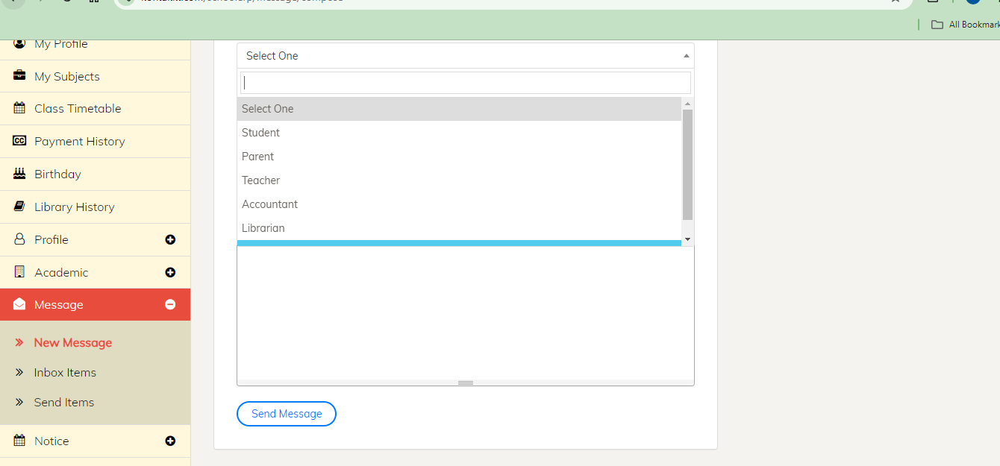 All Bookmark
My Profile
My Subjects
Class Timetable
Payment History
Birthday
Library History
Profile
Academic
Message
New Message
Inbox Items
Send Items
Notice
Select One
Select One
Student
Parent
Teacher
Accountant
Librarian
Send Message